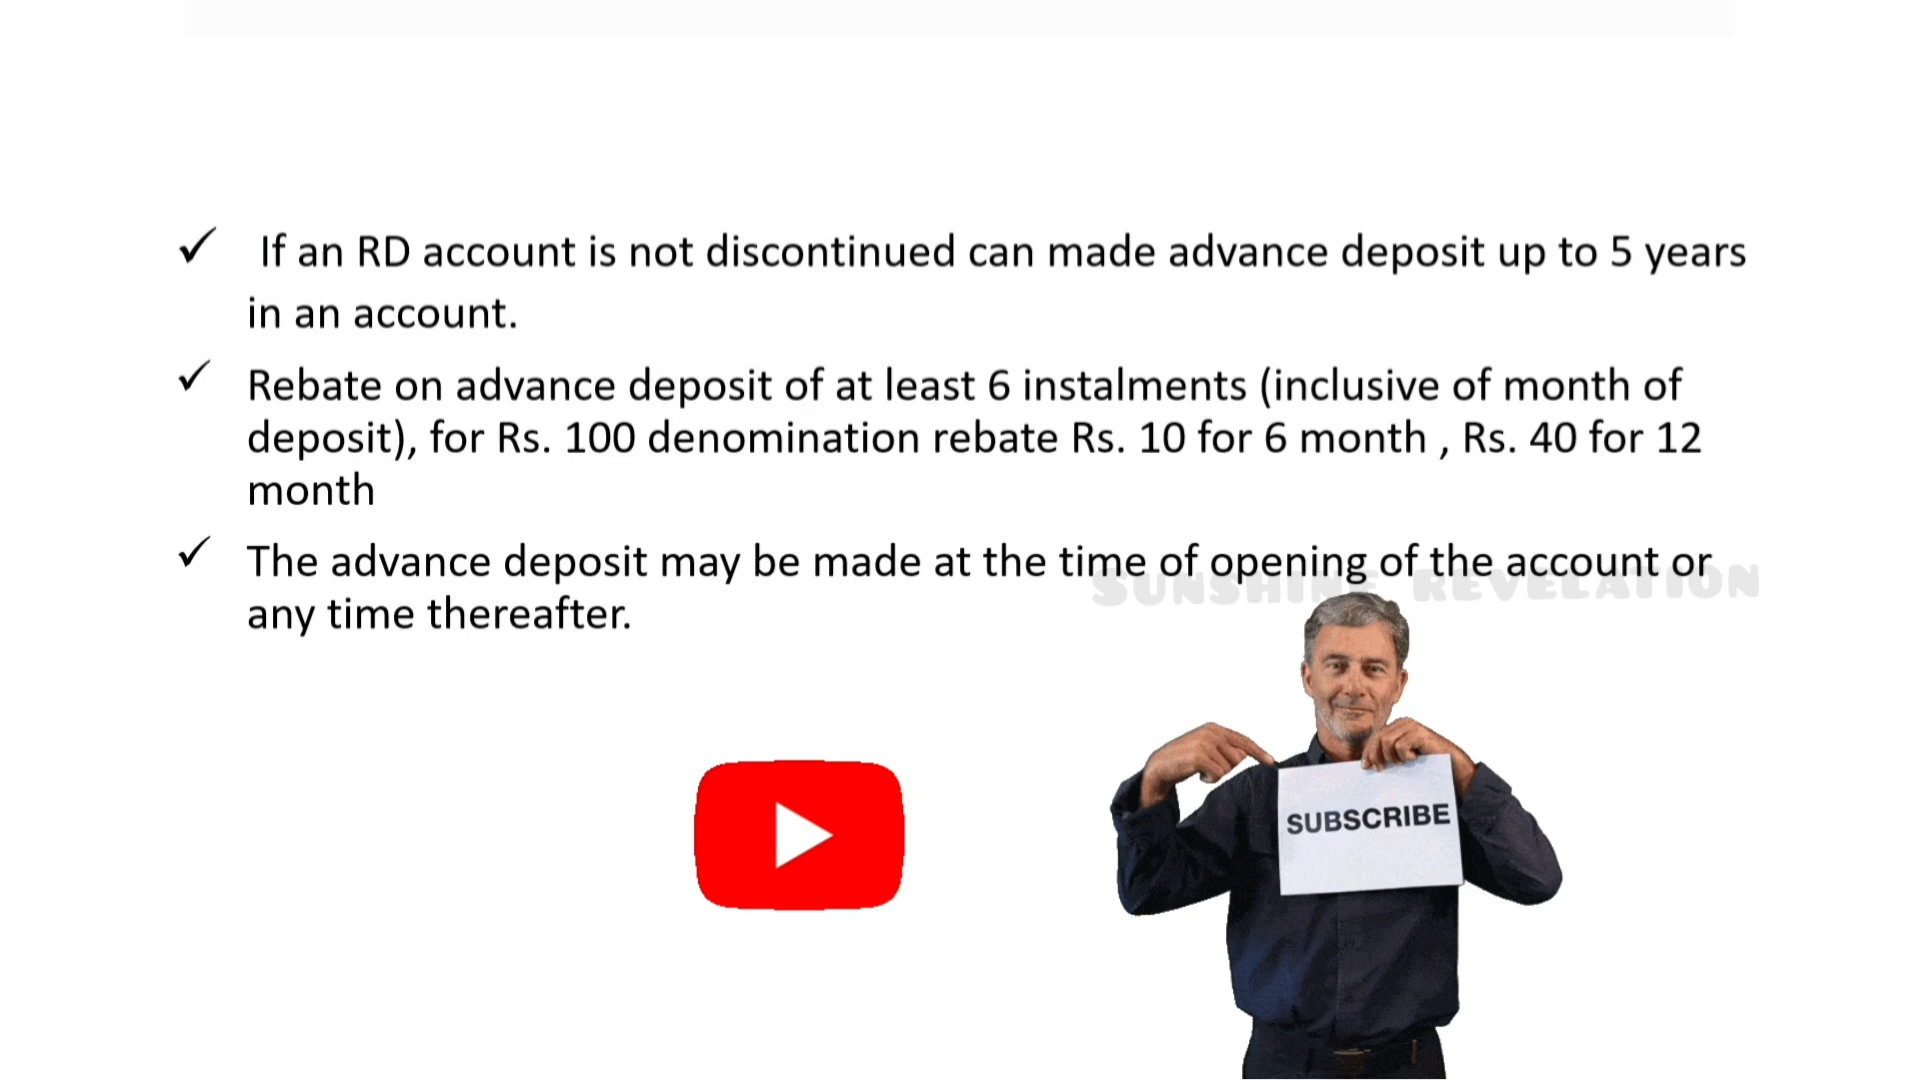 If an RD account is not discontinued can made advance deposit up to 5 years
in an account.
Rebate on advance deposit of at least 6 instalments (inclusive of month of
deposit), for Rs. 100 denomination rebate Rs. 10 for 6 month , Rs. 40 for 12
month
The advance deposit may be made at the time of opening of the account or
any time thereafter.
SUNSHINE REVELATION
SUBSCRIBE